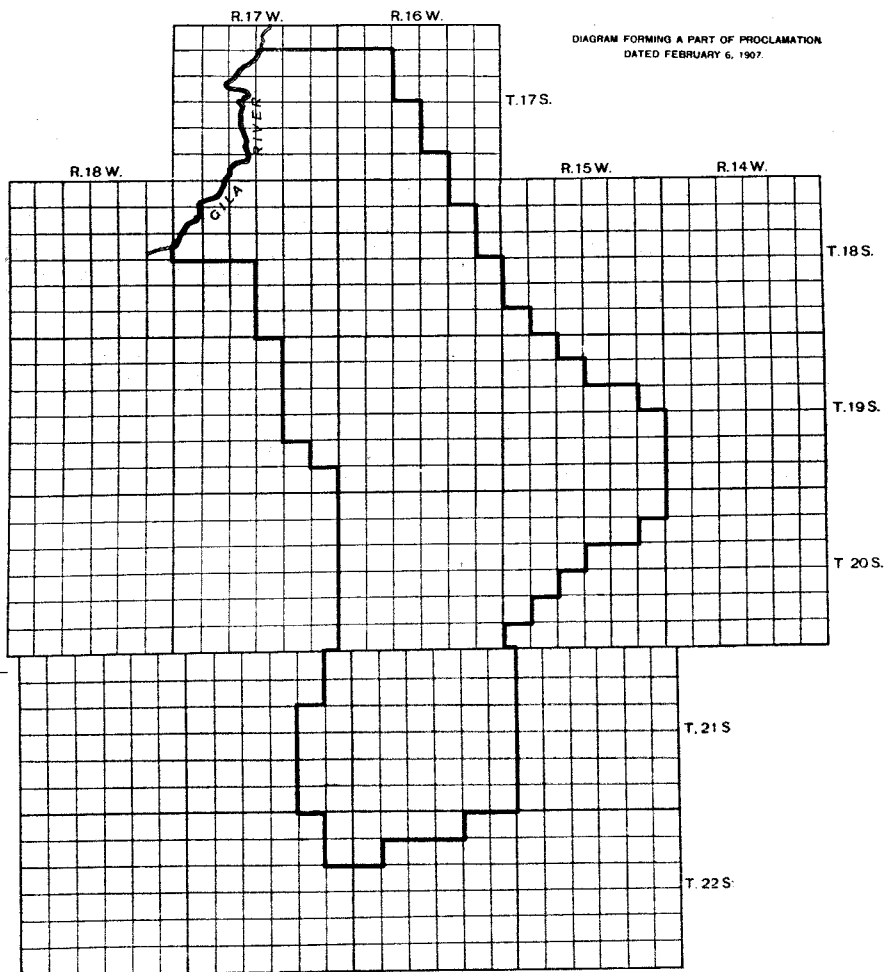 R.17 W.
R.16 W.
DIAGRAM FORMING A PART OF PROCLAMATION
DATED FEBRUARY 6, 1907.
T.17 S.
RIVER
GILA
R.18 W.
R.15 W.
R.14 W.
T.18 S.
T.19 S.
T 20 S.
T.21 S
T.22 S